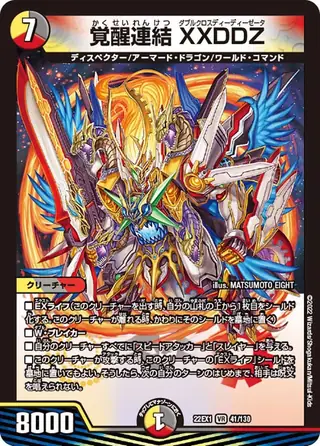 7
かくせいれんけつ ダブルクロスディーディーゼータ
覚醒連結 XXDDZ
ディスペクター/アーマード・ドラゴン/ワールド・コマンド
illus. MATSUMOTO EIGHT
クリーチャー
■EXライフ(このクリーチャーを出す時、自分の山札の上から1枚目をシールド
化する。このクリーチャーが離れる時、かわりにそのシールドを墓地に置く)
■W・ブレイカー
■自分のクリーチャーすべてに「スピードアタッカー」と「スレイヤー」を与える。
■このクリーチャーが攻撃する時、このクリーチャーの「EXライフ」シールドを
墓地に置いてもよい。そうしたら、次の自分のターンのはじめまで、相手は呪文
を唱えられない。
8000
1
22EX1 VR 41/130
©2022 Wizards/Shogakukan/Mitsui-Kids